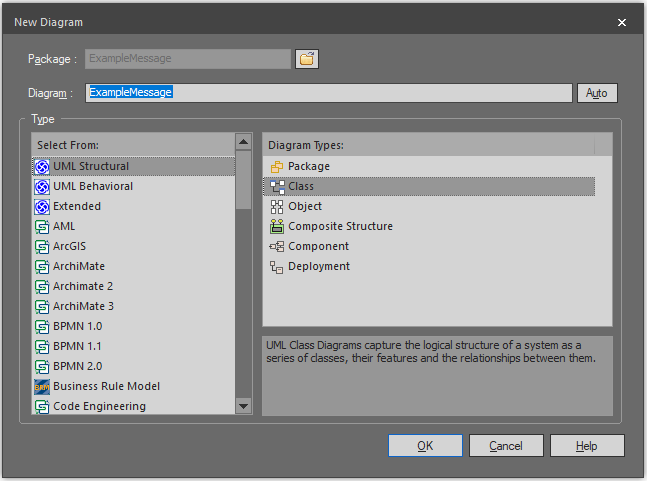 New Diagram
Package : ExampleMessage
Diagram : ExampleMessage Auto
Type
Select From:
UML Structural
UML Behavioral
Extended
AML
ArcGIS
ArchiMate
Archimate 2
ArchiMate 3
BPMN 1.0
BPMN 1.1
BPMN 2.0
Business Rule Model
Code Engineering
Diagram Types:
Package
Class
Object
Composite Structure
Component
Deployment
UML Class Diagrams capture the logical structure of a system as a
series of classes, their features and the relationships between them.
OK Cancel Help